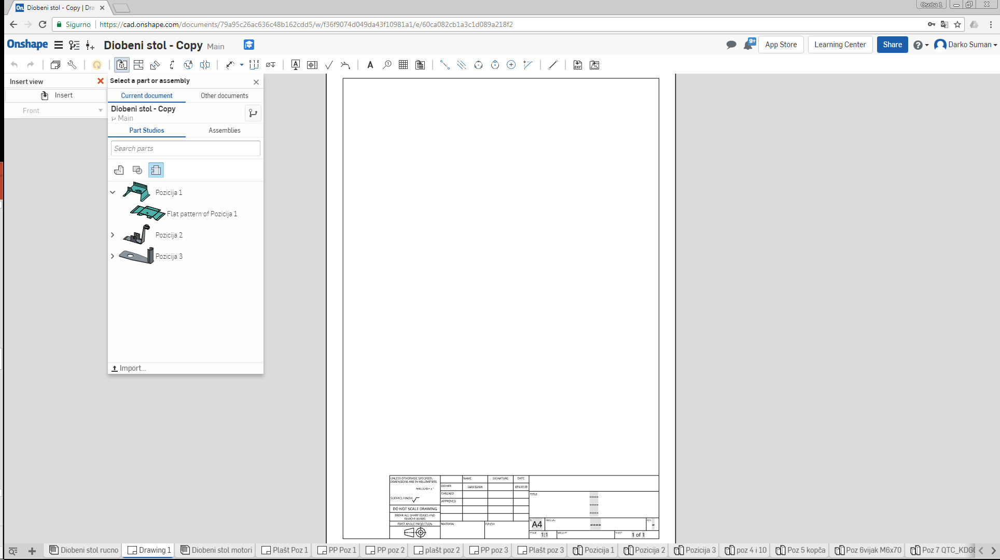 Diobeni stol - Copy | Dra
Osoba 1
Sigurno
https://cad.onshape.com/documents/79a95c26ac636c48b162cdd5/w/f36f9074d049da43f10981a1/e/60ca082cb1a3c1d089a218f2
Onshape
Diobeni stol - Copy Main
9+
App Store
Learning Center
Share
Darko Suman
Insert view
Insert
Front
Select a part or assembly
Current document
Other documents
Diobeni stol - Copy
Main
Part Studios
Assemblies
Search parts
Pozicija 1
Flat pattern of Pozicija 1
Pozicija 2
Pozicija 3
Import...
UNLESS OTHERWISE SPECIFIED,
DIMENSIONS ARE IN MILLIMETERS
SURFACE FINISH
DO NOT SCALE DRAWING
BREAK ALL SHARP EDGES AND
REMOVE BURRS
FIRST ANGLE PROJECTION
NAME
SIGNATURE
DATE
DRAWN
Darko Suman
CHECKED
APPROVED
MATERIAL
FINISH
TITLE
----
----
----
A4
----
-
SCALE
1:1
WEIGHT
SHEET
1 of 1
Diobeni stol rucno
Drawing 1
Diobeni stol motori
Plašt Poz 1
PP Poz 1
PP poz 2
plašt poz 2
PP poz 3
Plašt poz 3
Pozicija 1
Pozicija 2
Pozicija 3
poz 4 i 10
Poz 5 kopča
Poz 6vijak M6x70
Poz 7 QTC_KDG